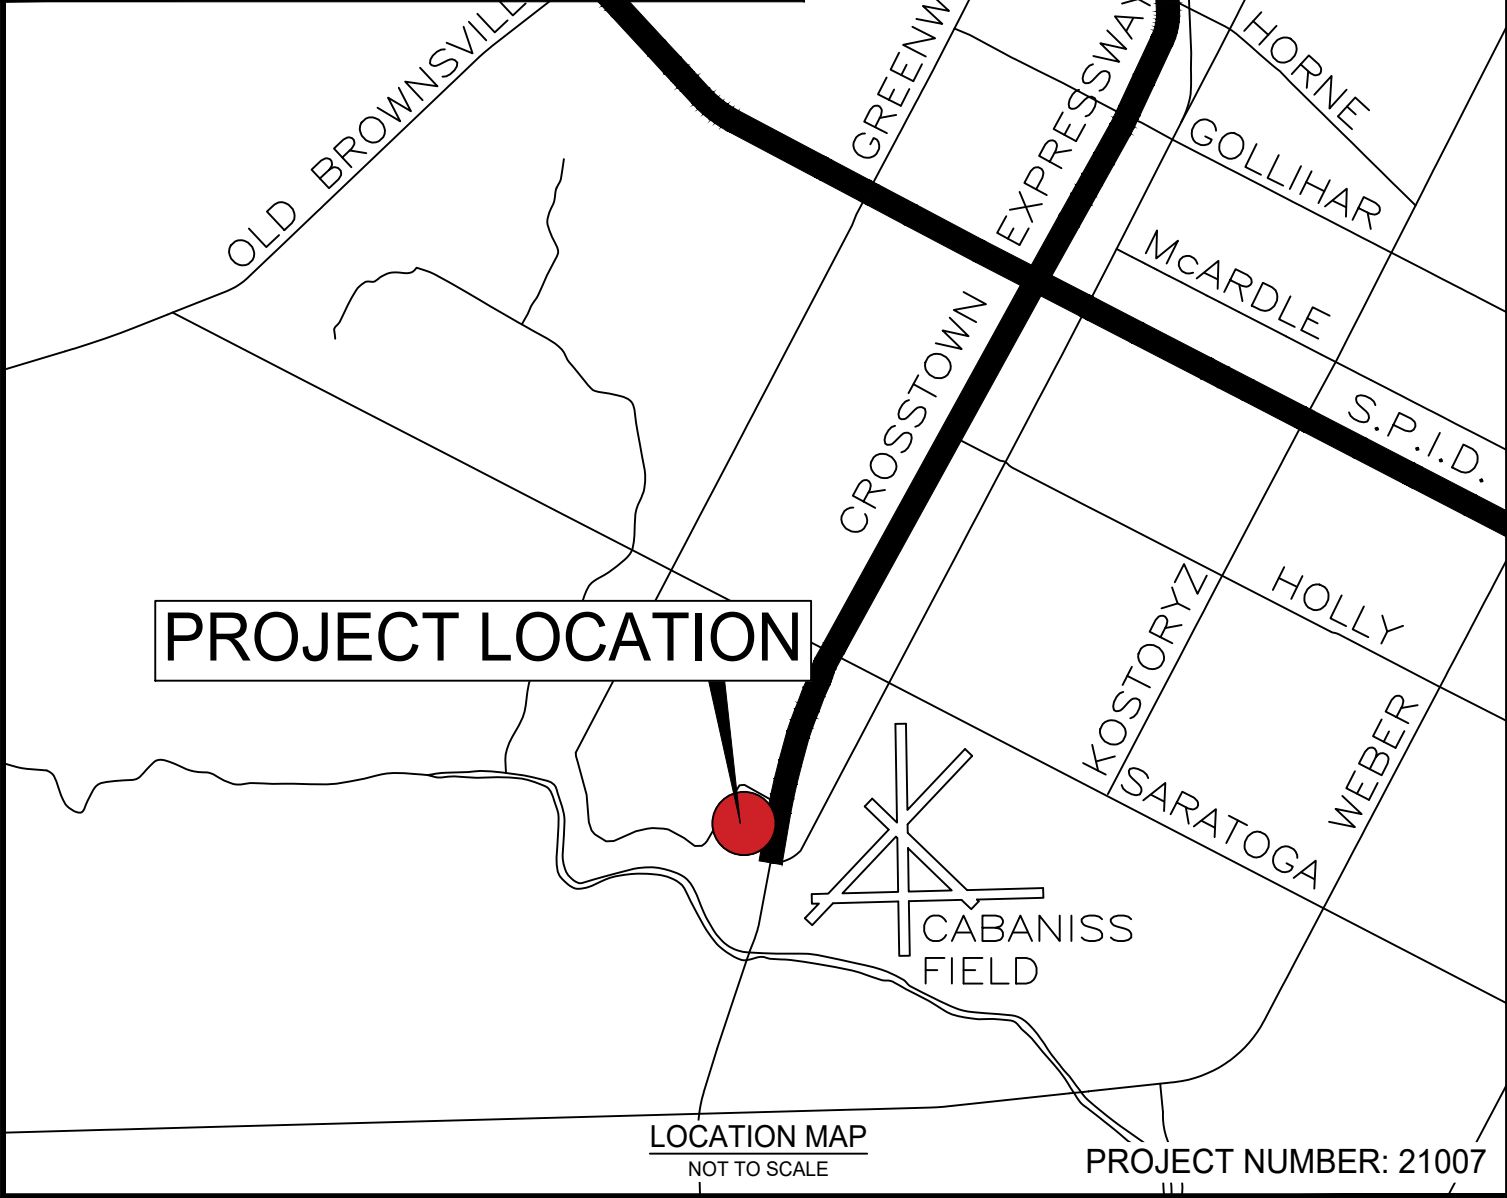 OLD BROWNSVILL
GREENW
CROSSTOWN EXPRESSWAY
HORNE
GOLLIHAR
McARDLE
S.P.I.D.
HOLLY
KOSTORYZ
WEBER
SARATOGA
PROJECT LOCATION
CABANISS
FIELD
LOCATION MAP
NOT TO SCALE
PROJECT NUMBER: 21007